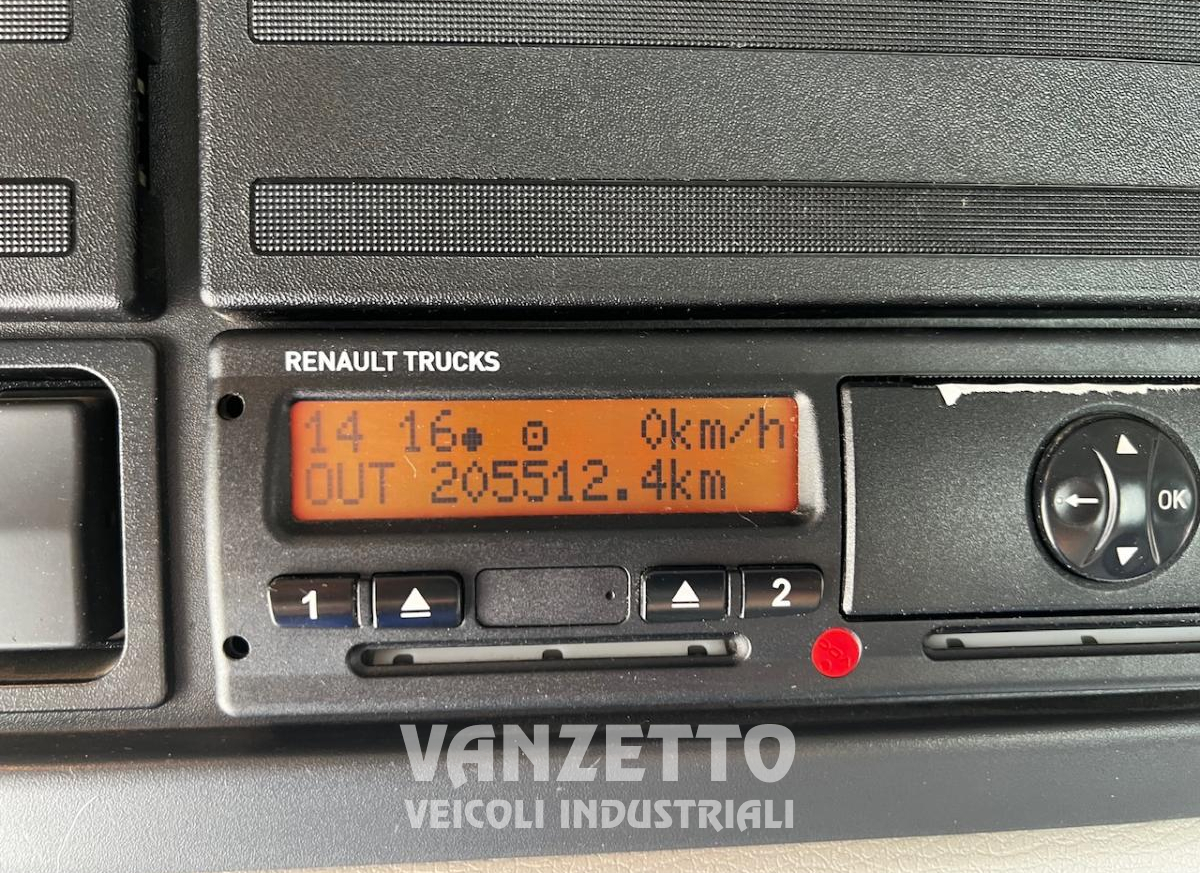 RENAULT TRUCKS
14 16 0km/h
OUT 205512.4km
OK
1 2
VANZETTO
VEICOLI INDUSTRIALI